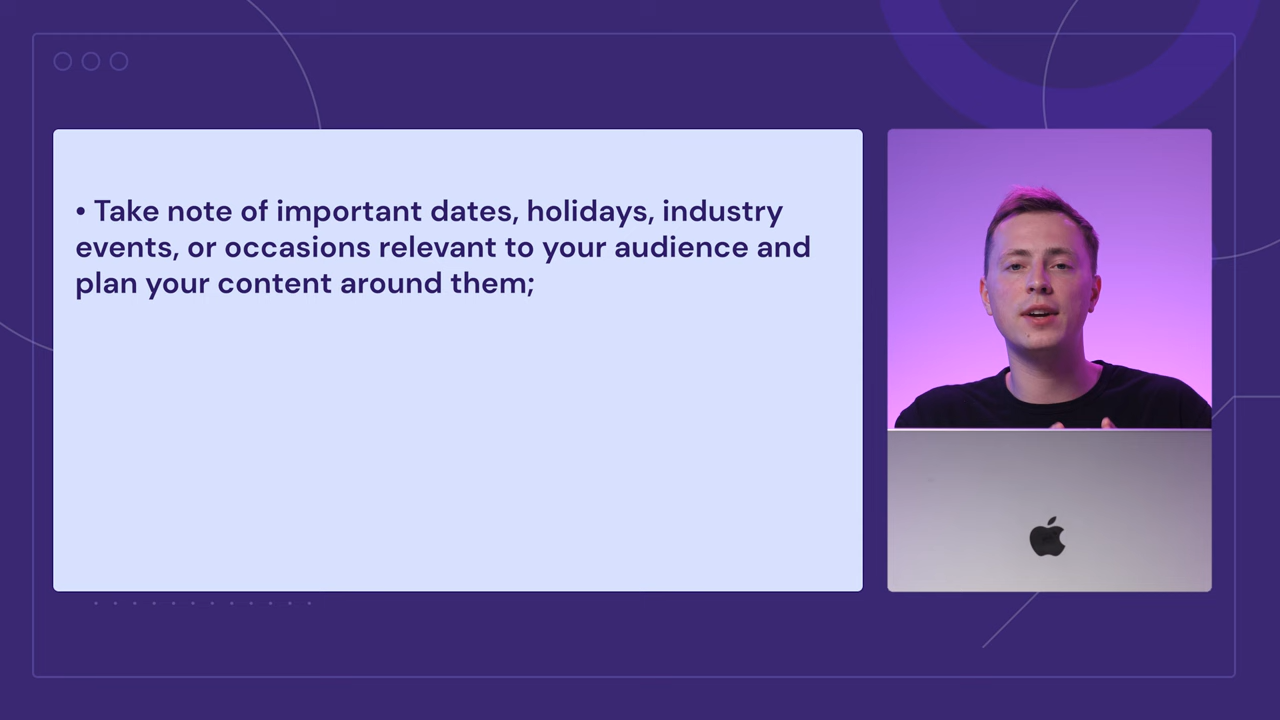 • Take note of important dates, holidays, industry
events, or occasions relevant to your audience and
plan your content around them;